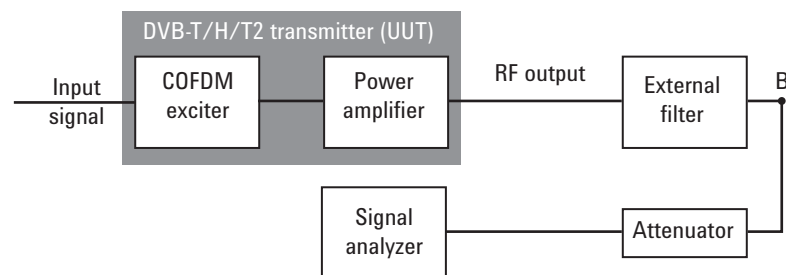 DVB-T/H/T2 transmitter (UUT)
Input
signal
COFDM
exciter
Power
amplifier
RF output
External
filter
B
Signal
analyzer
Attenuator